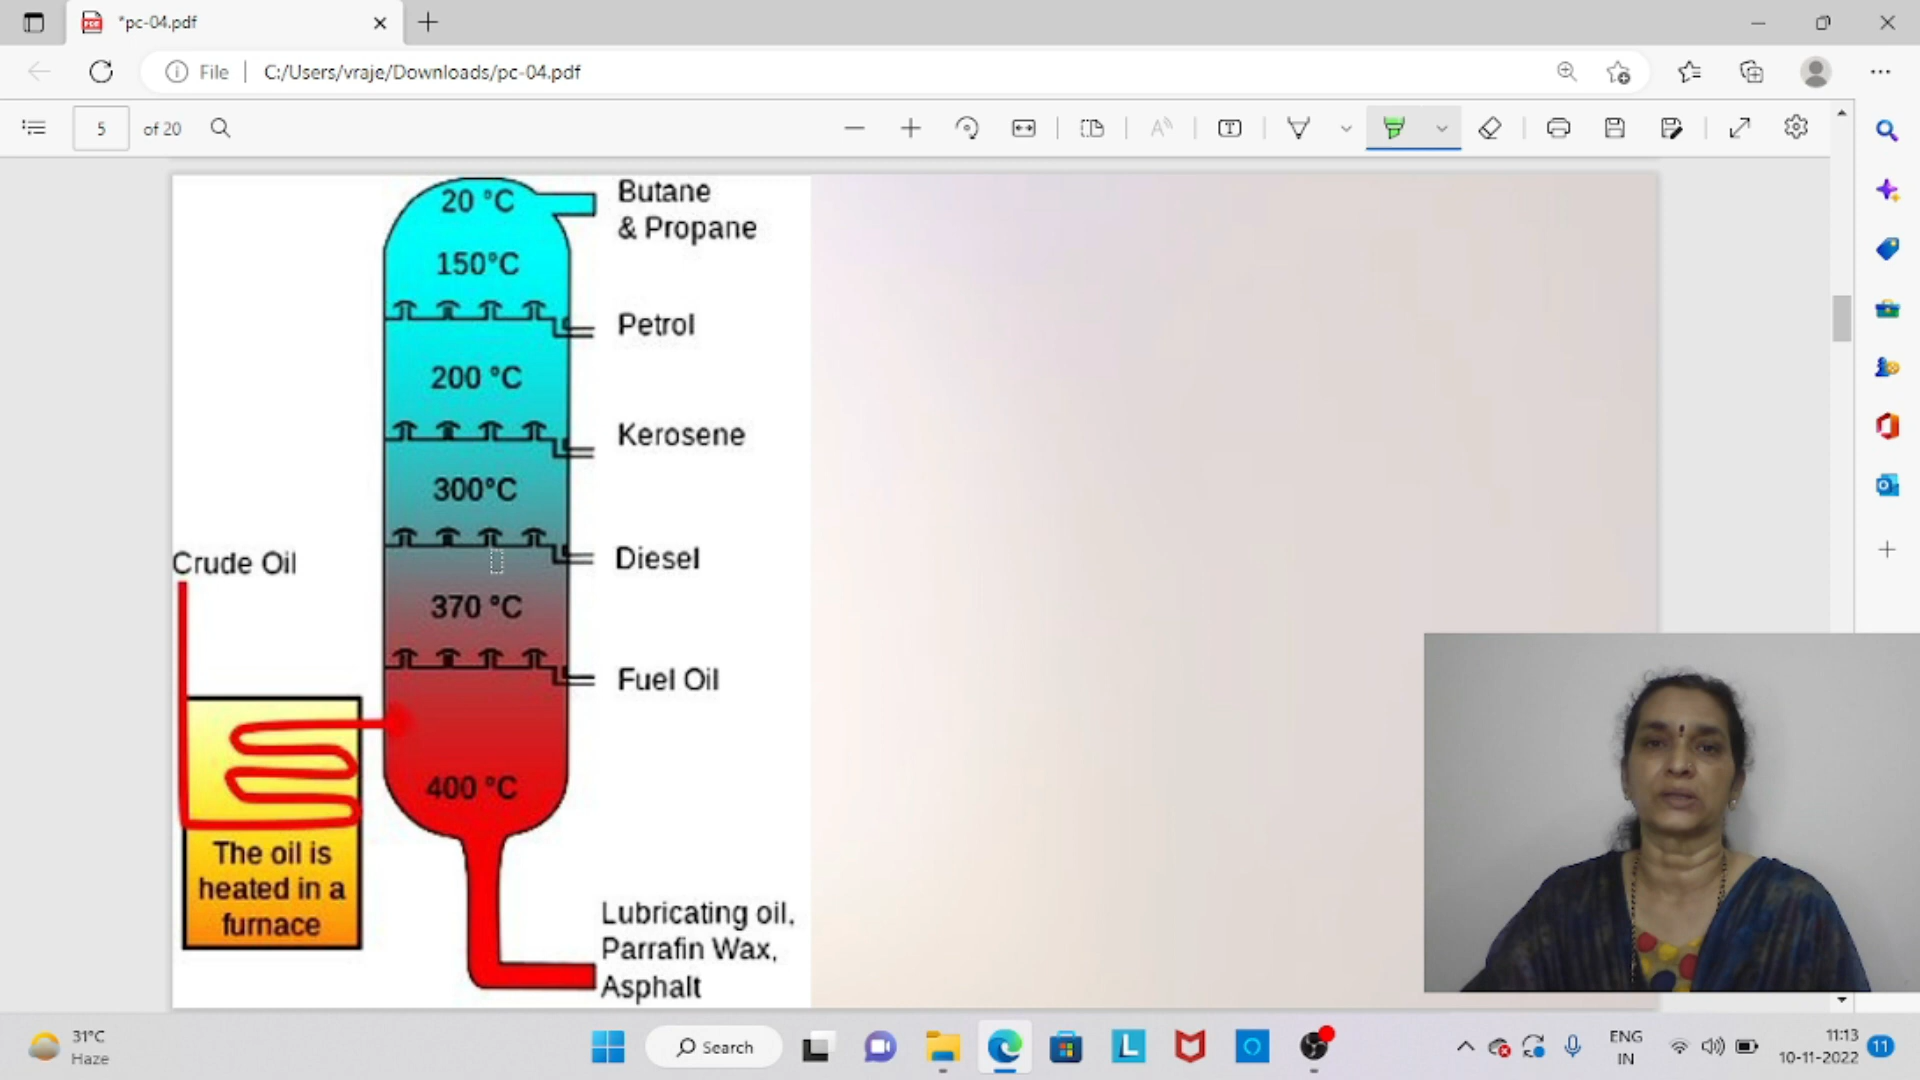 *pc-04.pdf
File
C:/Users/vraje/Downloads/pc-04.pdf
5 of 20
20 °C
Butane
& Propane
150°C
Petrol
200 °C
Kerosene
300°C
Crude Oil
Diesel
370 °C
Fuel Oil
400 °C
The oil is
heated in a
furnace
Lubricating oil,
Parrafin Wax,
Asphalt
31°C
Haze
Search
ENG
IN
11:13
10-11-2022
11